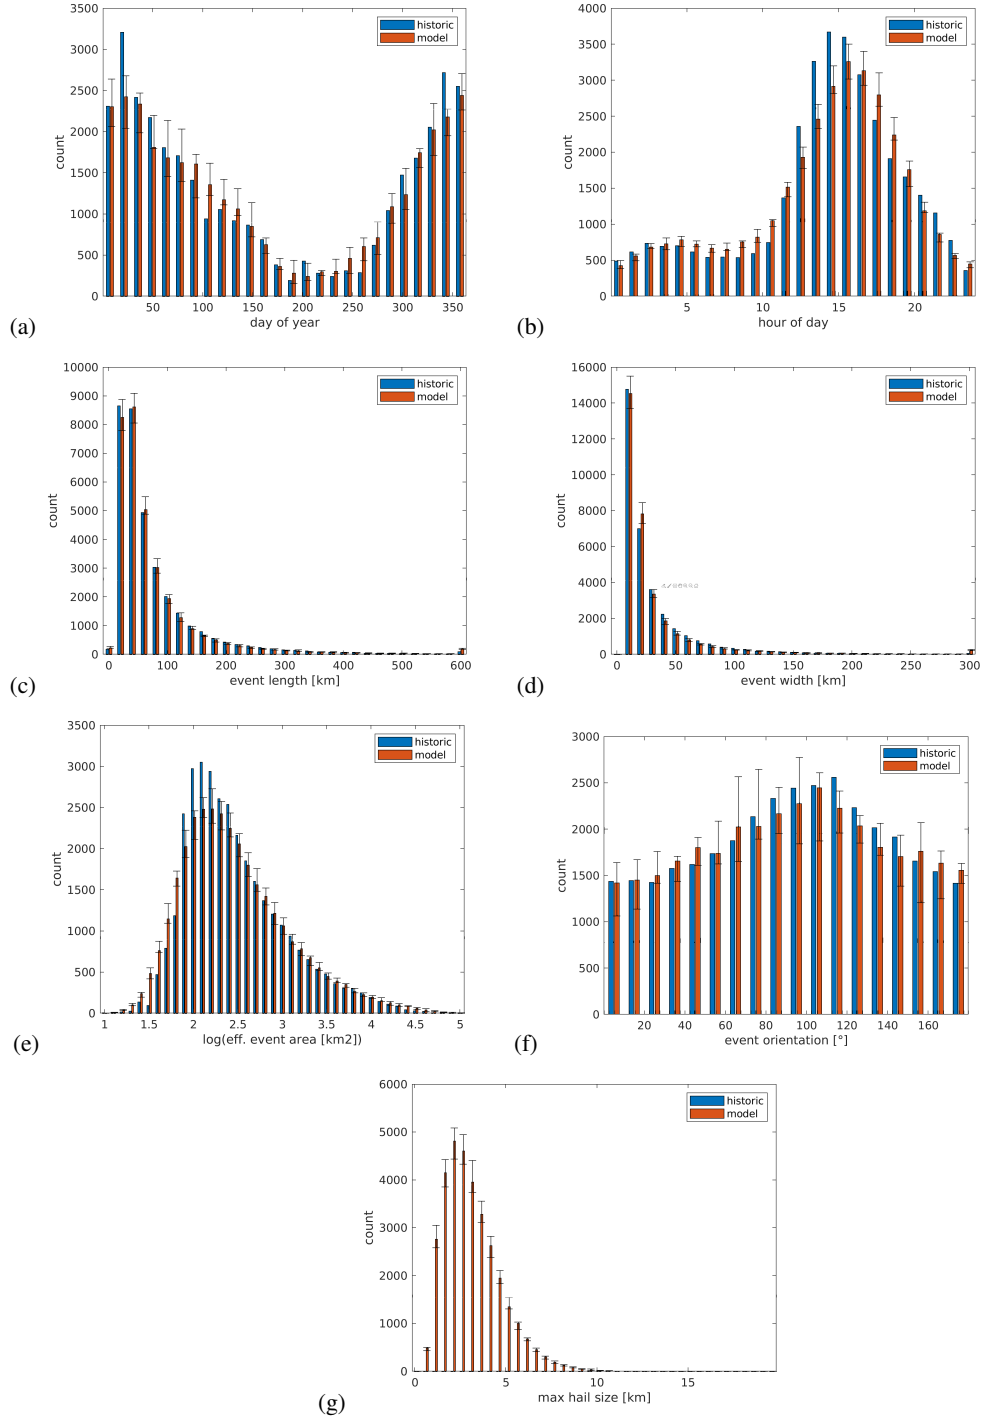 3500
3000
2500
2000
1500
1000
500
0
count
50 100 150 200 250 300 350
day of year
historic
model
(a)
4000
3500
3000
2500
2000
1500
1000
500
0
count
5 10 15 20
hour of day
historic
model
(b)
10000
9000
8000
7000
6000
5000
4000
3000
2000
1000
0
count
0 100 200 300 400 500 600
event length [km]
historic
model
(c)
16000
14000
12000
10000
8000
6000
4000
2000
0
count
0 50 100 150 200 250 300
event width [km]
historic
model
(d)
3500
3000
2500
2000
1500
1000
500
0
count
1 1.5 2 2.5 3 3.5 4 4.5 5
log(eff. event area [km2])
historic
model
(e)
3000
2500
2000
1500
1000
500
0
count
20 40 60 80 100 120 140 160
event orientation [°]
historic
model
(f)
6000
5000
4000
3000
2000
1000
0
count
0 5 10 15
max hail size [km]
historic
model
(g)